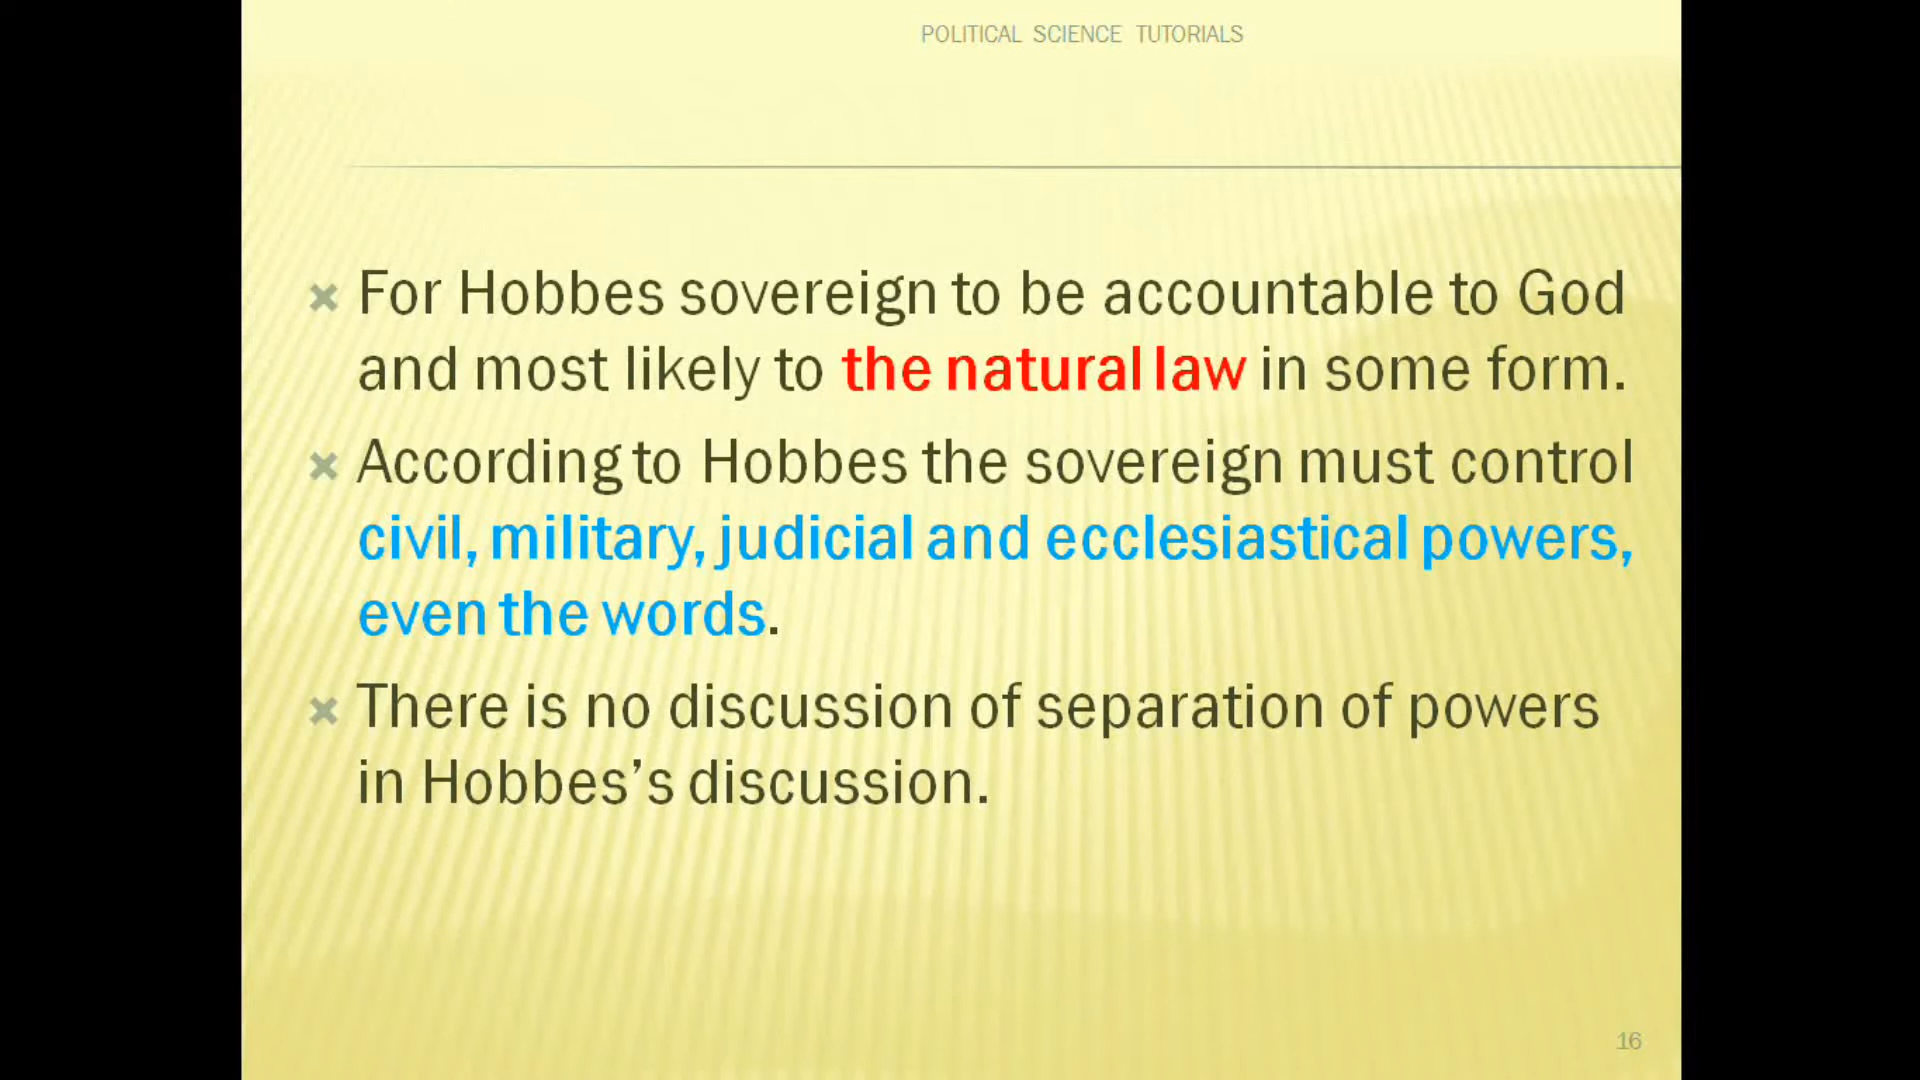 POLITICAL SCIENCE TUTORIALS
For Hobbes sovereign to be accountable to God
and most likely to the natural law in some form.
According to Hobbes the sovereign must control
civil, military, judicial and ecclesiastical powers,
even the words.
There is no discussion of separation of powers
in Hobbes’s discussion.
16